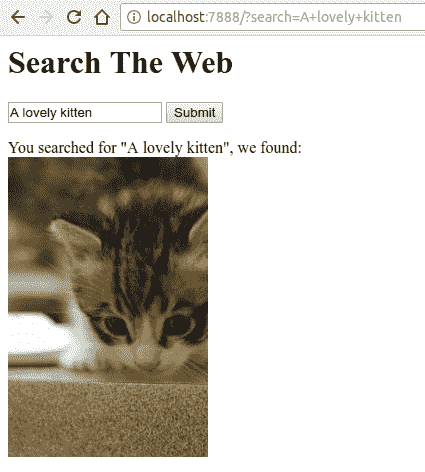 localhost:7888/?search=A+lovely+kitten
Search The Web
A lovely kitten Submit
You searched for "A lovely kitten", we found: